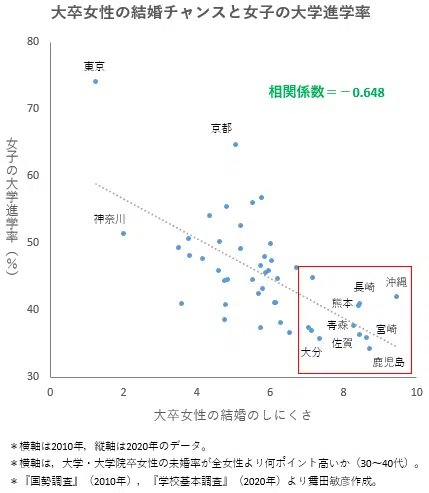 大卒女性の結婚チャンスと女子の大学進学率
80
70
60
50
40
30
女子の大学進学率（%）
東京
相関係数＝－0.648
京都
神奈川
長崎
沖縄
熊本
青森
宮崎
大分
佐賀
鹿児島
0
2
4
6
8
10
大卒女性の結婚のしにくさ
＊横軸は2010年，縦軸は2020年のデータ。
＊横軸は，大学・大学院卒女性の未婚率が全女性より何ポイント高いか（30～40代）。
＊『国勢調査』（2010年），『学校基本調査』（2020年）より舞田敏彦作成。